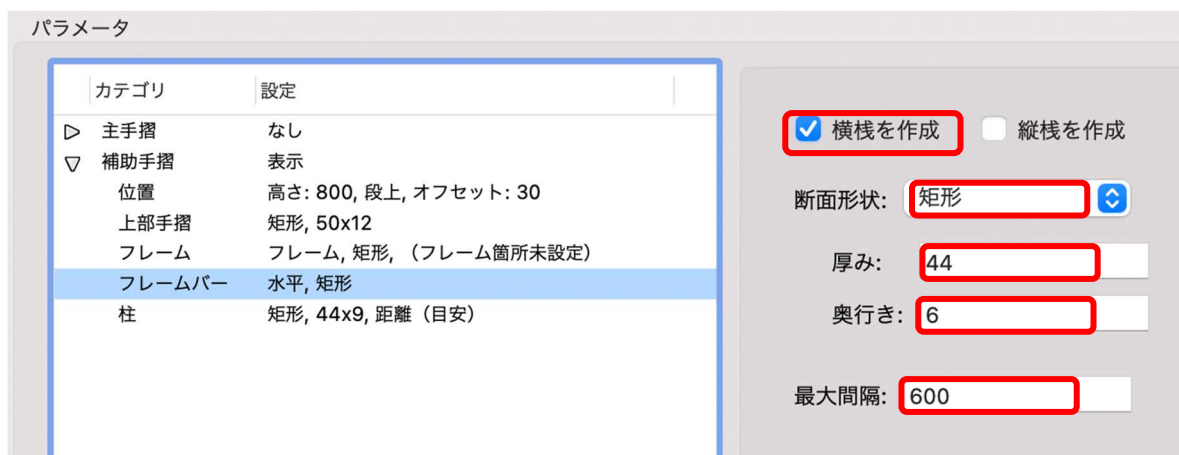 パラメータ
カテゴリ 設定
主手摺 なし
補助手摺 表示
位置 高さ: 800, 段上, オフセット: 30
上部手摺 矩形, 50x12
フレーム フレーム, 矩形, （フレーム箇所未設定）
フレームバー 水平, 矩形
柱 矩形, 44x9, 距離（目安）
横桟を作成 縦桟を作成
断面形状: 矩形
厚み: 44
奥行き: 6
最大間隔: 600